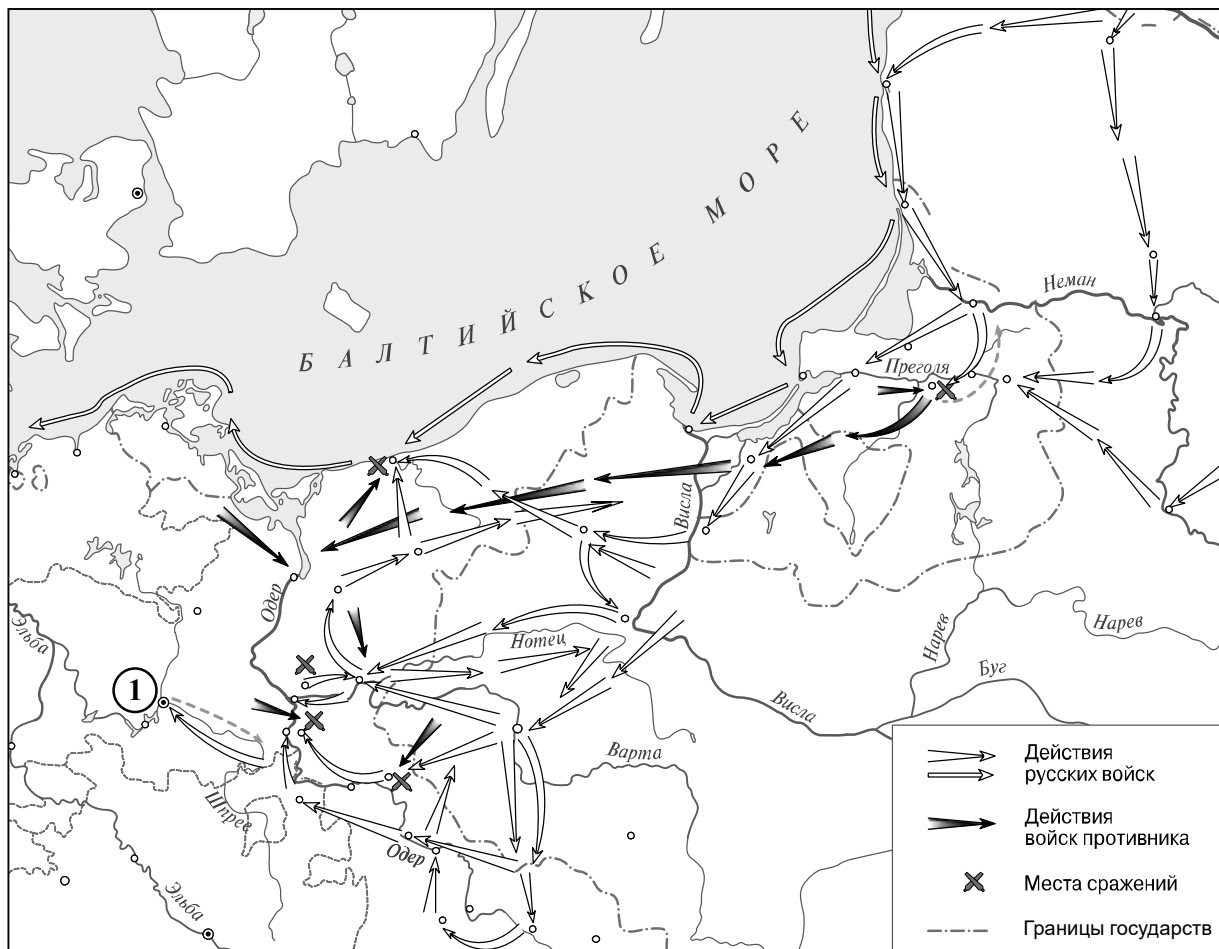 БАЛТИЙСКОЕ МОРЕ
Неман
Преголя
Висла
Одер
Эльба
Нотец
Нарев
Нарев
Буг
1
Висла
Варта
Шпрее
Одер
Эльба
Действия
русских войск
Действия
войск противника
Места сражений
Границы государств